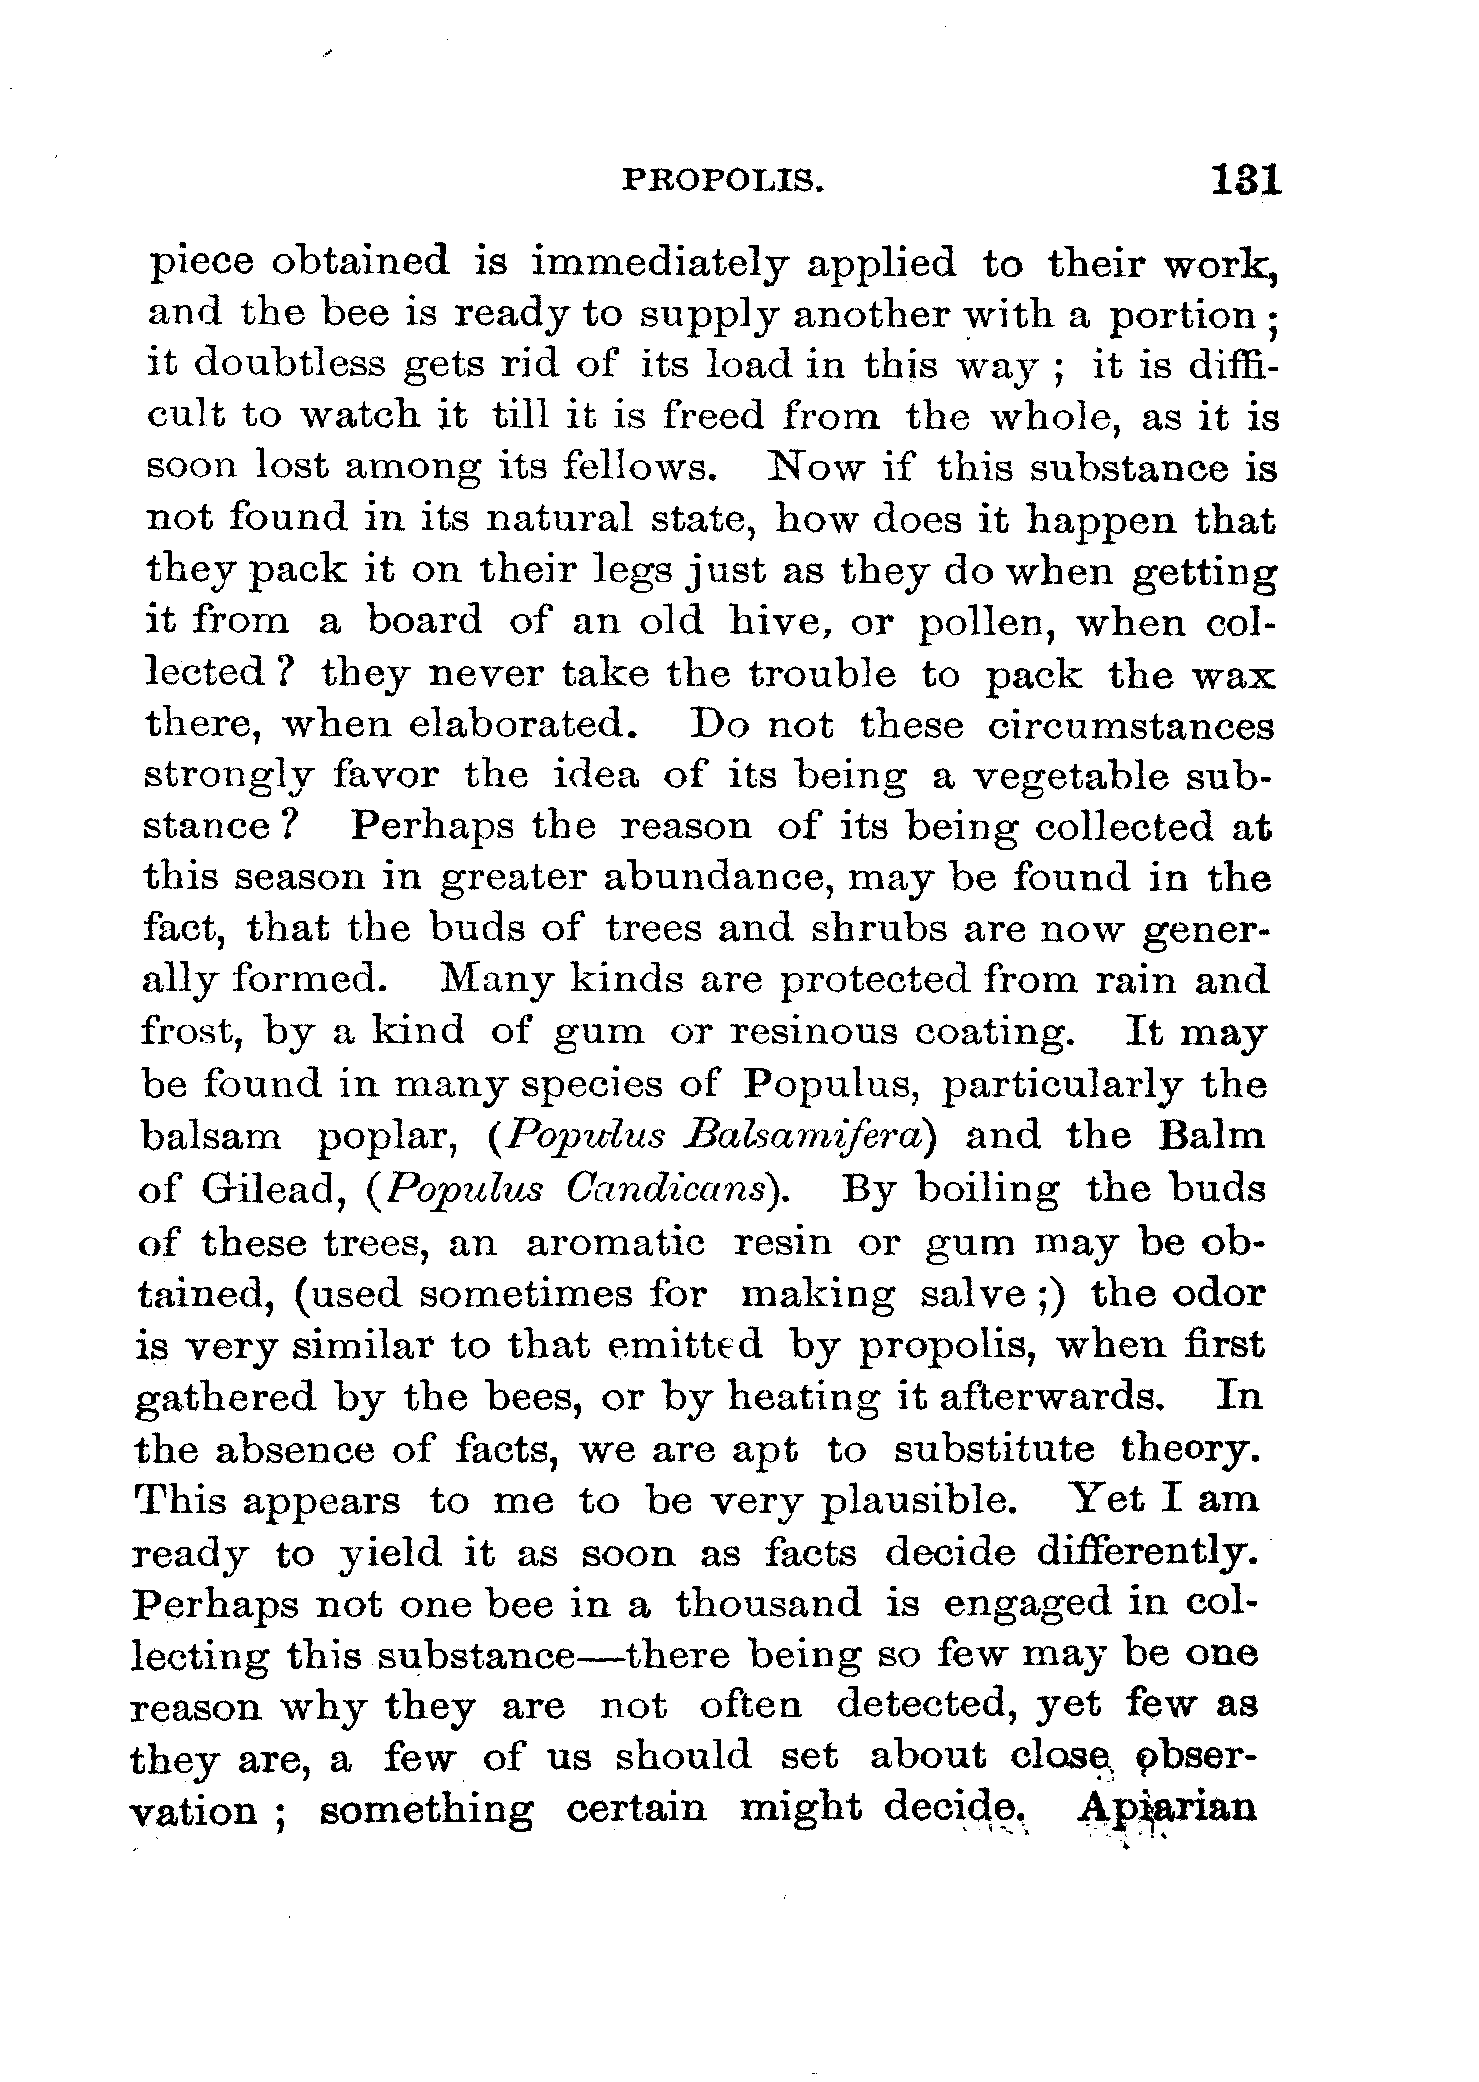 PROPOLIS. 131
piece obtained is immediately applied to their work,
and the bee is ready to supply another with a portion ;
it doubtless gets rid of its load in this way ; it is diffi-
cult to watch it till it is freed from the whole, as it is
soon lost among its fellows. Now if this substance is
not found in its natural state, how does it happen that
they pack it on their legs just as they do when getting
it from a board of an old hive, or pollen, when col-
lected ? they never take the trouble to pack the wax
there, when elaborated. Do not these circumstances
strongly favor the idea of its being a vegetable sub-
stance ? Perhaps the reason of its being collected at
this season in greater abundance, may be found in the
fact, that the buds of trees and shrubs are now gener-
ally formed. Many kinds are protected from rain and
frost, by a kind of gum or resinous coating. It may
be found in many species of Populus, particularly the
balsam poplar, (Populus Balsamifera) and the Balm
of Gilead, (Populus Candicans). By boiling the buds
of these trees, an aromatic resin or gum may be ob-
tained, (used sometimes for making salve ;) the odor
is very similar to that emitted by propolis, when first
gathered by the bees, or by heating it afterwards. In
the absence of facts, we are apt to substitute theory.
This appears to me to be very plausible. Yet I am
ready to yield it as soon as facts decide differently.
Perhaps not one bee in a thousand is engaged in col-
lecting this substance—there being so few may be one
reason why they are not often detected, yet few as
they are, a few of us should set about close obser-
vation ; something certain might decide. Apiarian